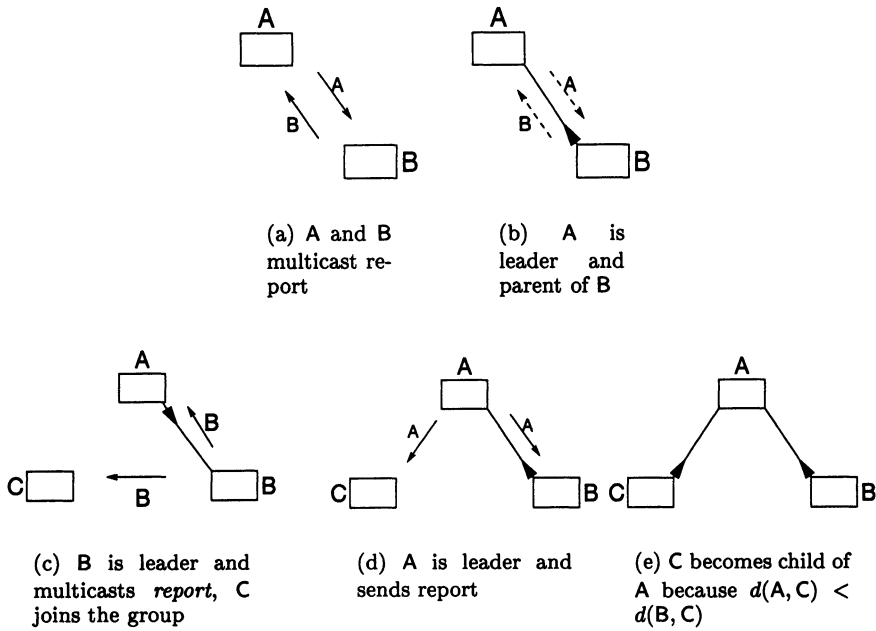 A
A
B
B
(a) A and B
multicast re-
port
A
A
B
B
(b) A is
leader and
parent of B
A
B
C
B
B
(c) B is leader and
multicasts report, C
joins the group
A
A
A
C
B
(d) A is leader and
sends report
A
C
B
(e) C becomes child of
A because d(A, C) <
d(B, C)